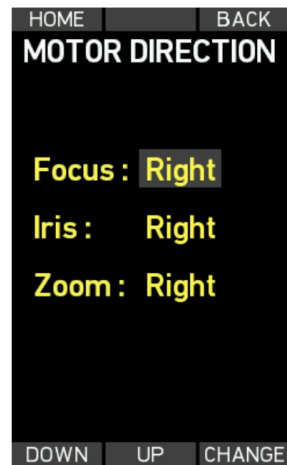 HOME BACK
MOTOR DIRECTION
Focus : Right
Iris : Right
Zoom : Right
DOWN UP CHANGE